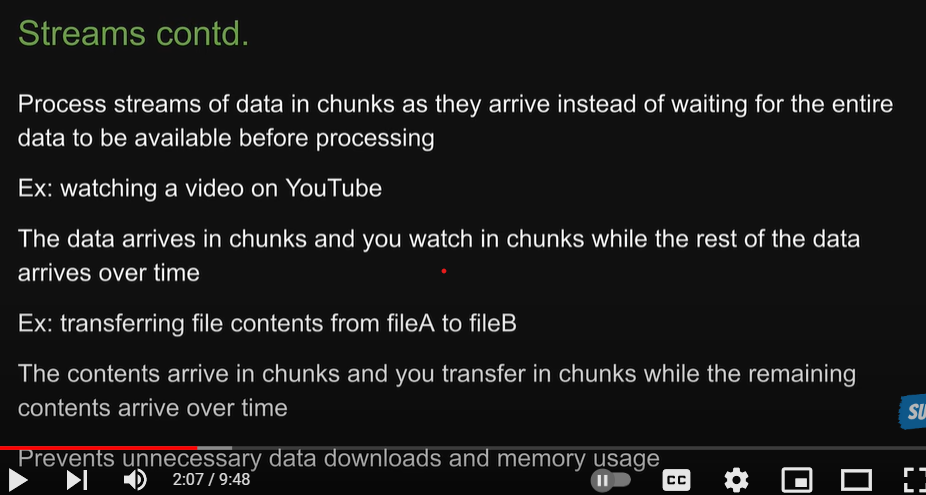 Streams contd.
Process streams of data in chunks as they arrive instead of waiting for the entire
data to be available before processing
Ex: watching a video on YouTube
The data arrives in chunks and you watch in chunks while the rest of the data
arrives over time
Ex: transferring file contents from fileA to fileB
The contents arrive in chunks and you transfer in chunks while the remaining
contents arrive over time
SU
Prevents unnecessary data downloads and memory usage
2:07 / 9:48
CC